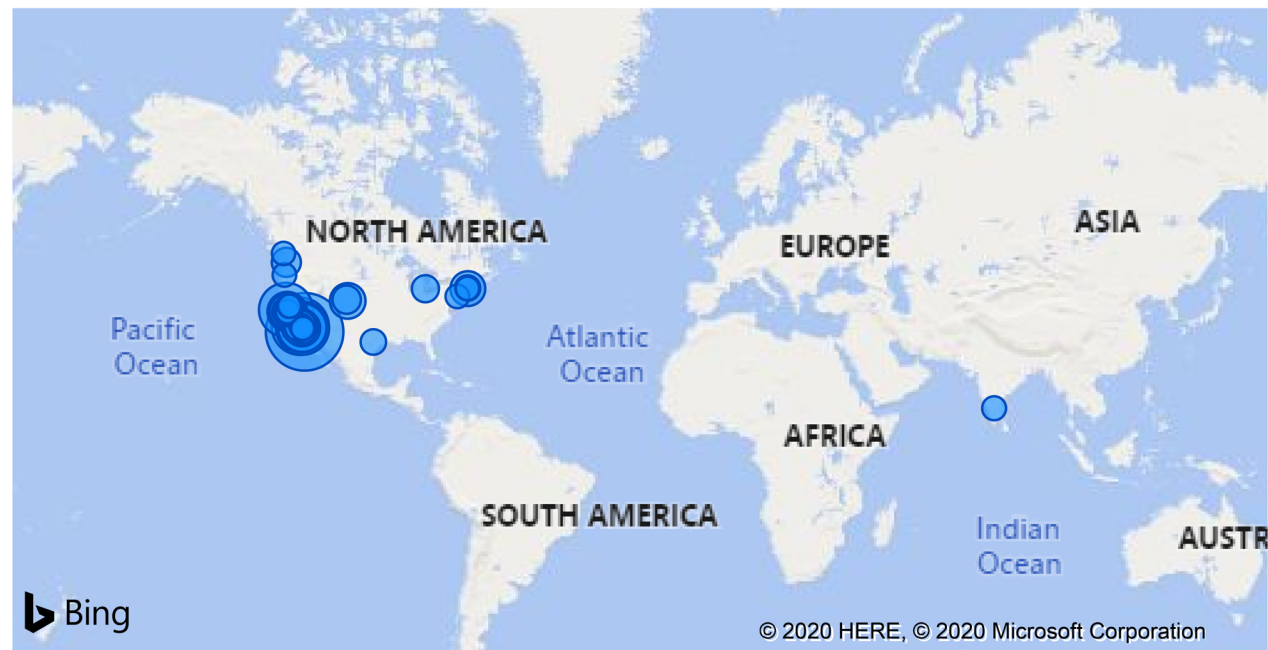 NORTH AMERICA
ASIA
EUROPE
Pacific
Ocean
Atlantic
Ocean
AFRICA
SOUTH AMERICA
Indian
Ocean
AUSTR
Bing
© 2020 HERE, © 2020 Microsoft Corporation